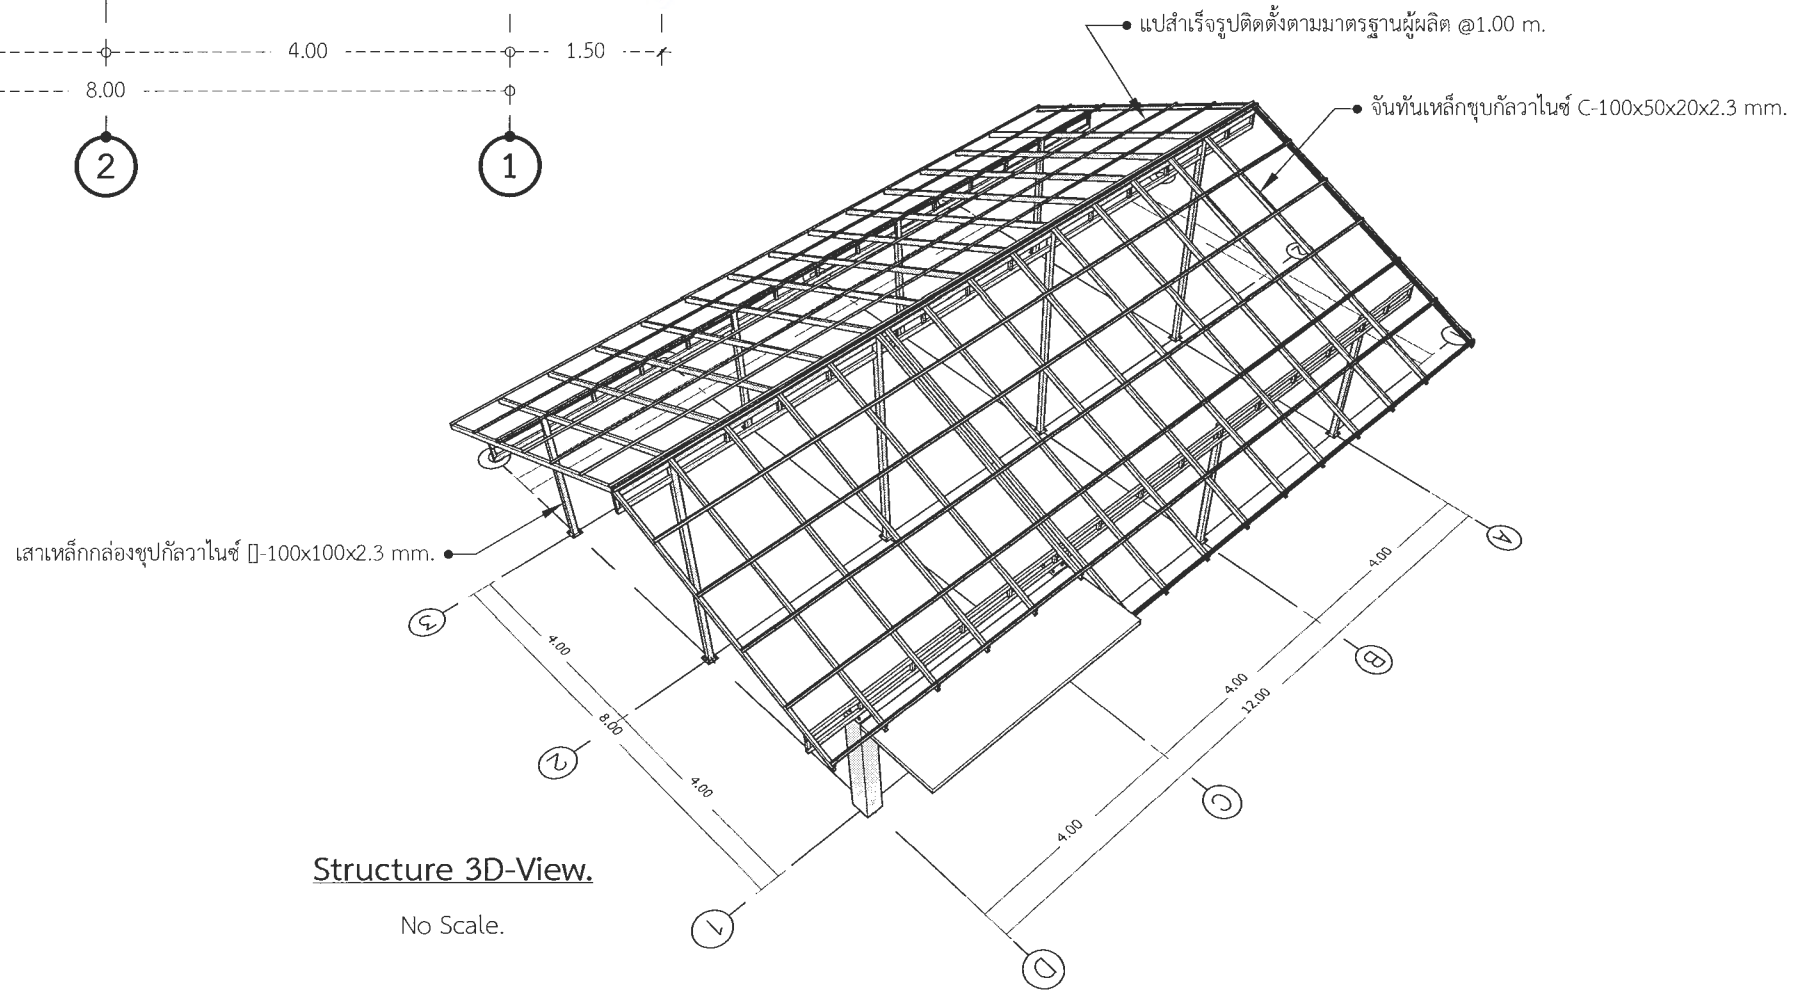 แปสำเร็จรูปติดตั้งตามมาตรฐานผู้ผลิต @1.00 m.
4.00
1.50
8.00
จันทันเหล็กชุบกัลวาไนซ์ C-100x50x20x2.3 mm.
2
1
2
1
เสาเหล็กกล่องชุปกัลวาไนซ์ []-100x100x2.3 mm.
A
4.00
3
4.00
B
4.00
12.00
8.00
2
4.00
C
4.00
Structure 3D-View.
No Scale.
1
D